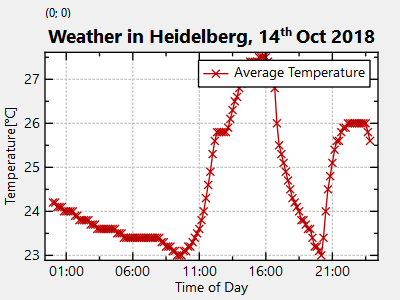 (0; 0)
Weather in Heidelberg, 14th Oct 2018
Average Temperature
Temperature[°C]
27
26
25
24
23
01:00 06:00 11:00 16:00 21:00
Time of Day